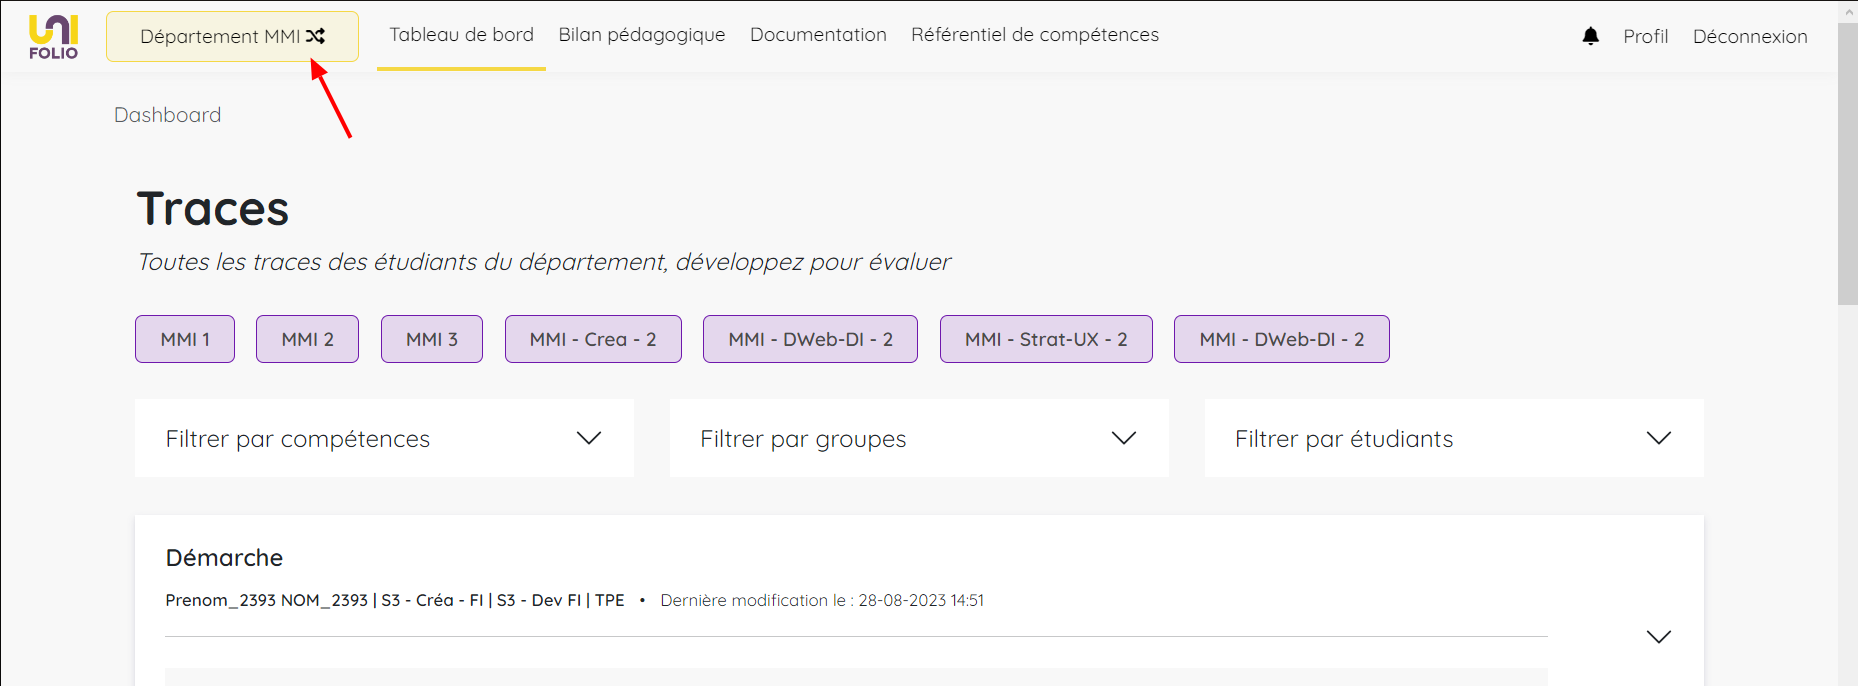 UNI
FOLIO
Département MMI
Tableau de bord
Bilan pédagogique
Documentation
Référentiel de compétences
Profil
Déconnexion
Dashboard
Traces
Toutes les traces des étudiants du département, développez pour évaluer
MMI 1
MMI 2
MMI 3
MMI - Crea - 2
MMI - DWeb-DI - 2
MMI - Strat-UX - 2
MMI - DWeb-DI - 2
Filtrer par compétences
Filtrer par groupes
Filtrer par étudiants
Démarche
Prenom_2393 NOM_2393 | S3 - Créa - FI | S3 - Dev FI | TPE • Dernière modification le : 28-08-2023 14:51